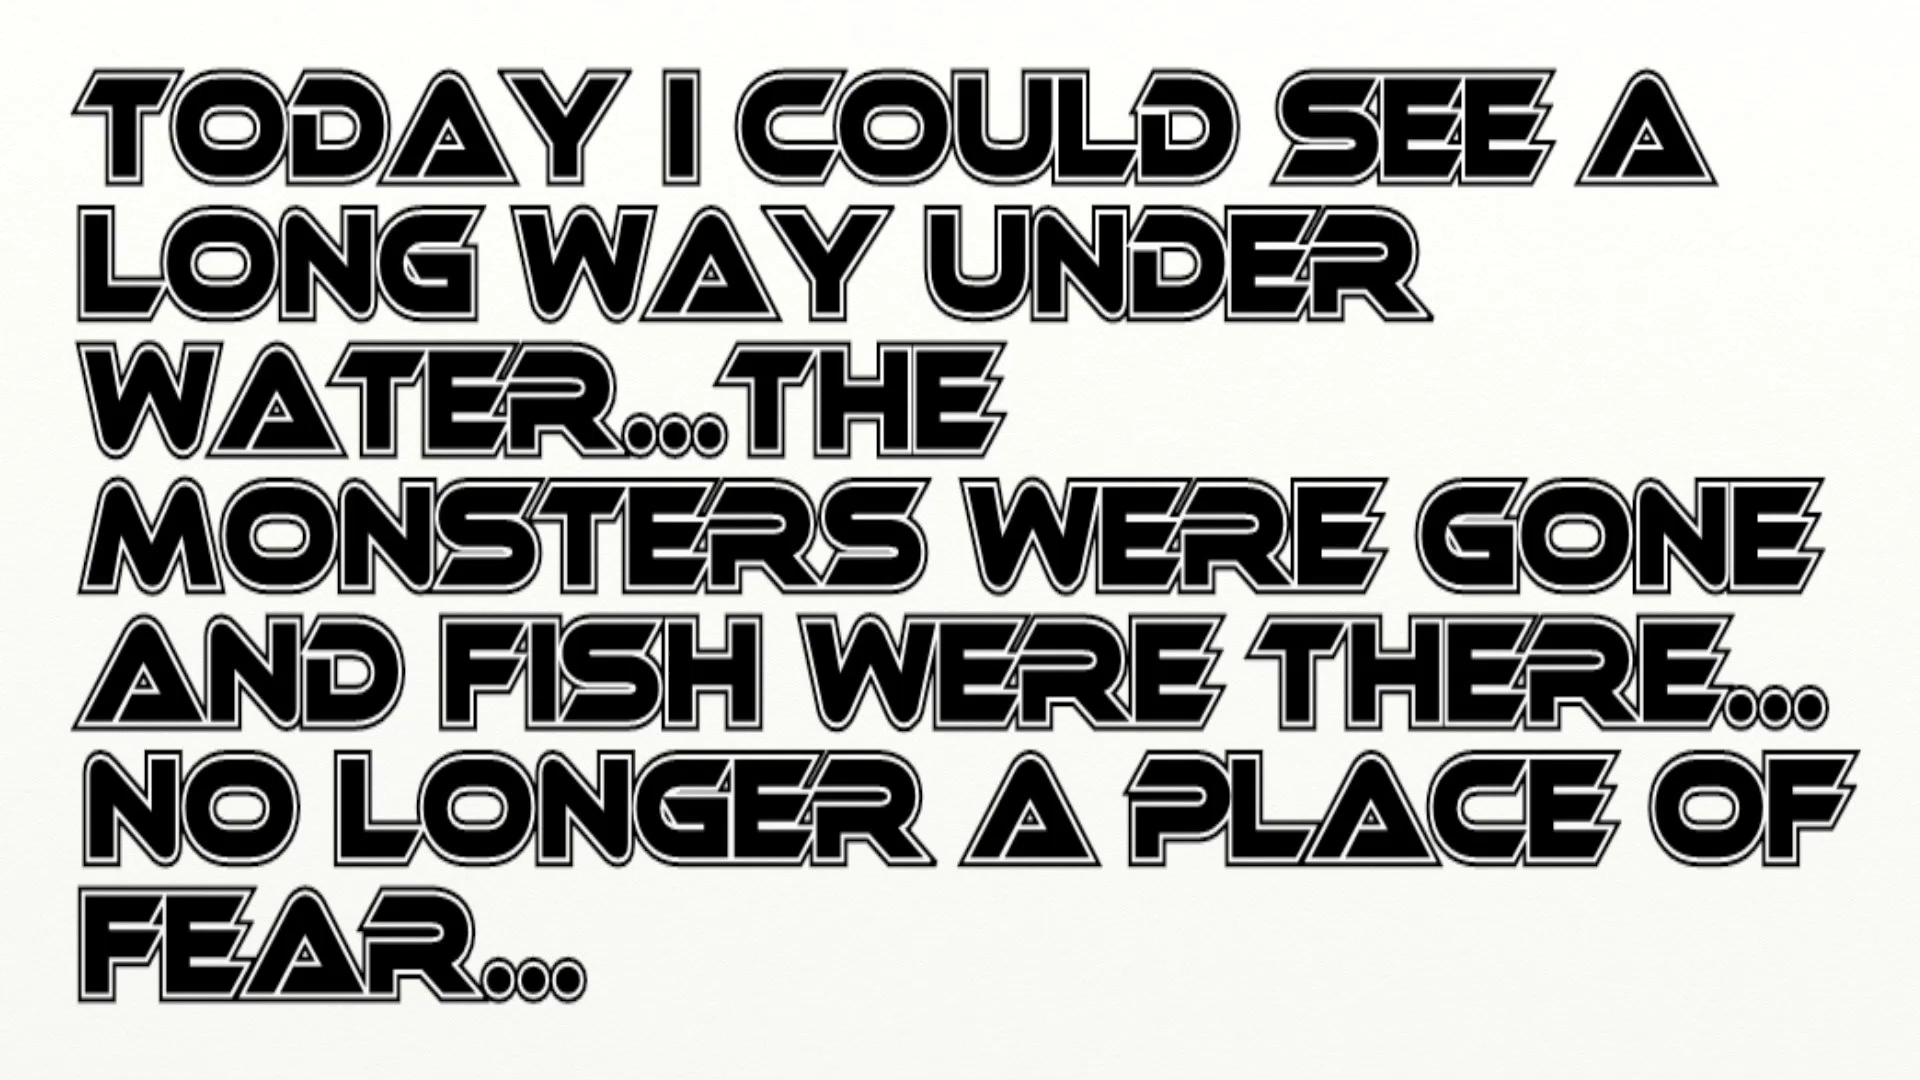 TODAY I COULD SEE A
LONG WAY UNDER
WATER...THE
MONSTERS WERE GONE
AND FISH WERE THERE...
NO LONGER A PLACE OF
FEAR...